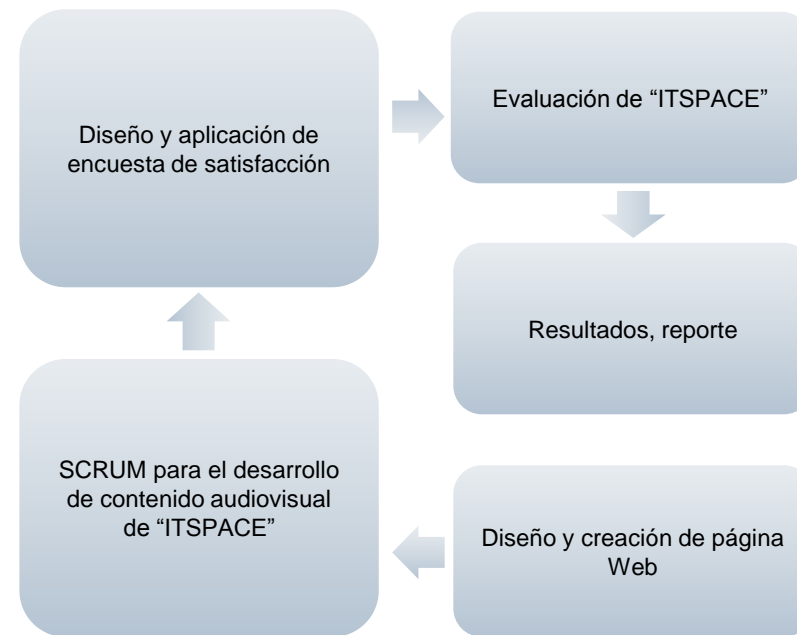 Diseño y aplicación de
encuesta de satisfacción
Evaluación de “ITSPACE”
Resultados, reporte
SCRUM para el desarrollo
de contenido audiovisual
de “ITSPACE”
Diseño y creación de página
Web